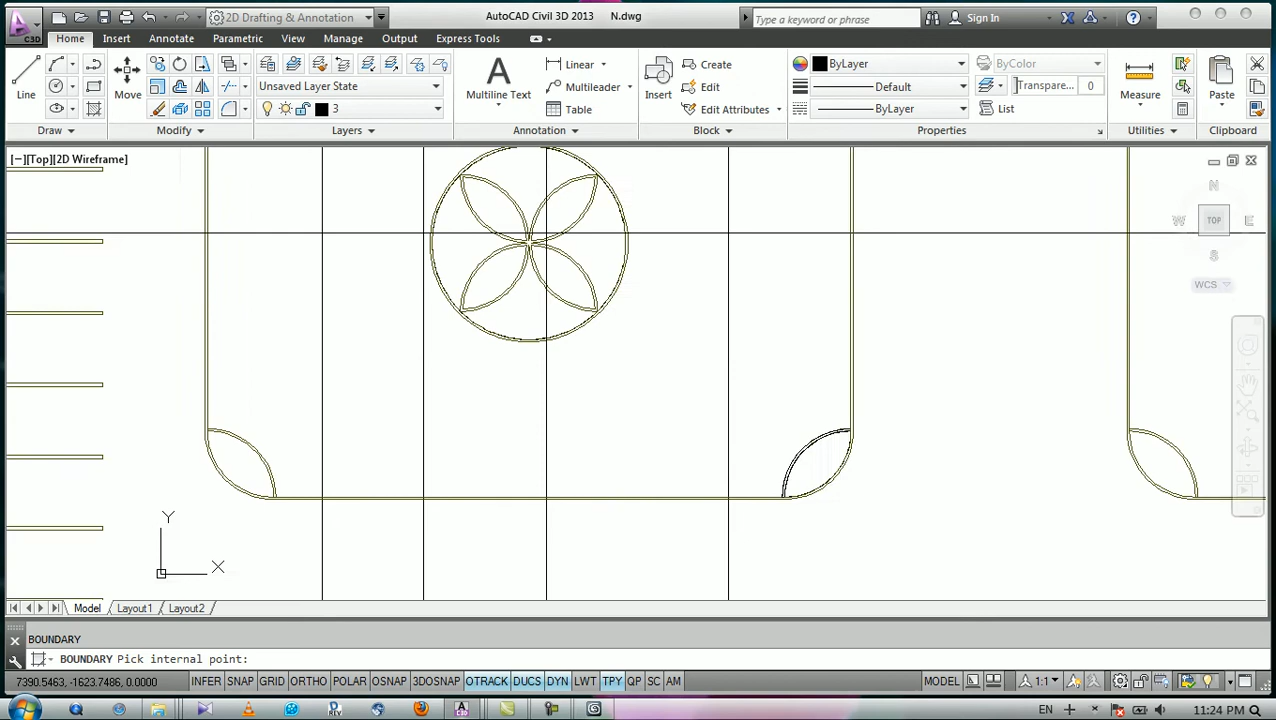 2D Drafting & Annotation
AutoCAD Civil 3D 2013 N.dwg
Type a keyword or phrase
Sign In
C3D
Home Insert Annotate Parametric View Manage Output Express Tools
Line
Move
Unsaved Layer State
3
Multiline Text
Linear
Multileader
Table
Insert
Create
Edit
Edit Attributes
ByLayer
Default
ByLayer
ByColor
Transpare... 0
List
Measure
Paste
Draw Modify Layers Annotation Block Properties Utilities Clipboard
[−][Top][2D Wireframe]
N
W TOP E
S
WCS
Y
X
Model Layout1 Layout2
BOUNDARY
BOUNDARY Pick internal point:
7390.5463, -1623.7486, 0.0000 INFER SNAP GRID ORTHO POLAR OSNAP 3DOSNAP OTRACK DUCS DYN LWT TPY QP SC AM MODEL 1:1
EN 11:24 PM